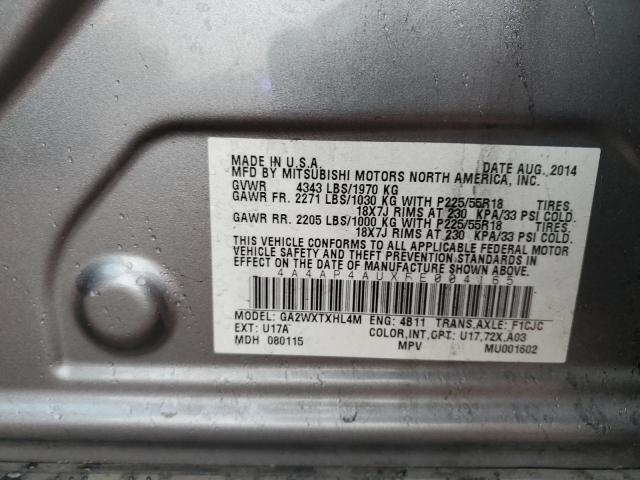 MADE IN U.S.A. DATE AUG. 2014
MFD BY MITSUBISHI MOTORS NORTH AMERICA, INC.
GVWR 4343 LBS/1970 KG
GAWR FR. 2271 LBS/1030 KG WITH P225/55R18 TIRES.
18X7J RIMS AT 230 KPA/33 PSI COLD.
GAWR RR. 2205 LBS/1000 KG WITH P225/55R18 TIRES.
18X7J RIMS AT 230 KPA/33 PSI COLD.
THIS VEHICLE CONFORMS TO ALL APPLICABLE FEDERAL MOTOR
VEHICLE SAFETY AND THEFT PREVENTION STANDARDS IN
EFFECT ON THE DATE OF MANUFACTURE SHOWN ABOVE.
4A4AP4AUXFE004165
MODEL: GA2WXTXHL4M ENG: 4B11 TRANS,AXLE: F1CJC
EXT: U17A COLOR,INT,OPT: U17,72X,A03
MDH 080115 MPV MU001602